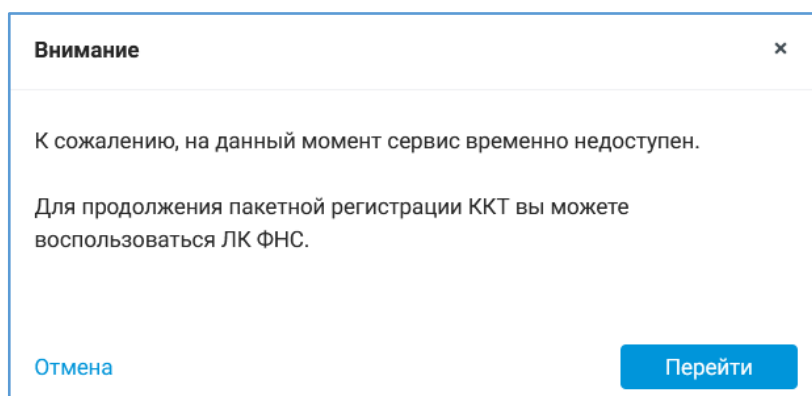 Внимание
К сожалению, на данный момент сервис временно недоступен.
Для продолжения пакетной регистрации ККТ вы можете
воспользоваться ЛК ФНС.
Отмена
Перейти